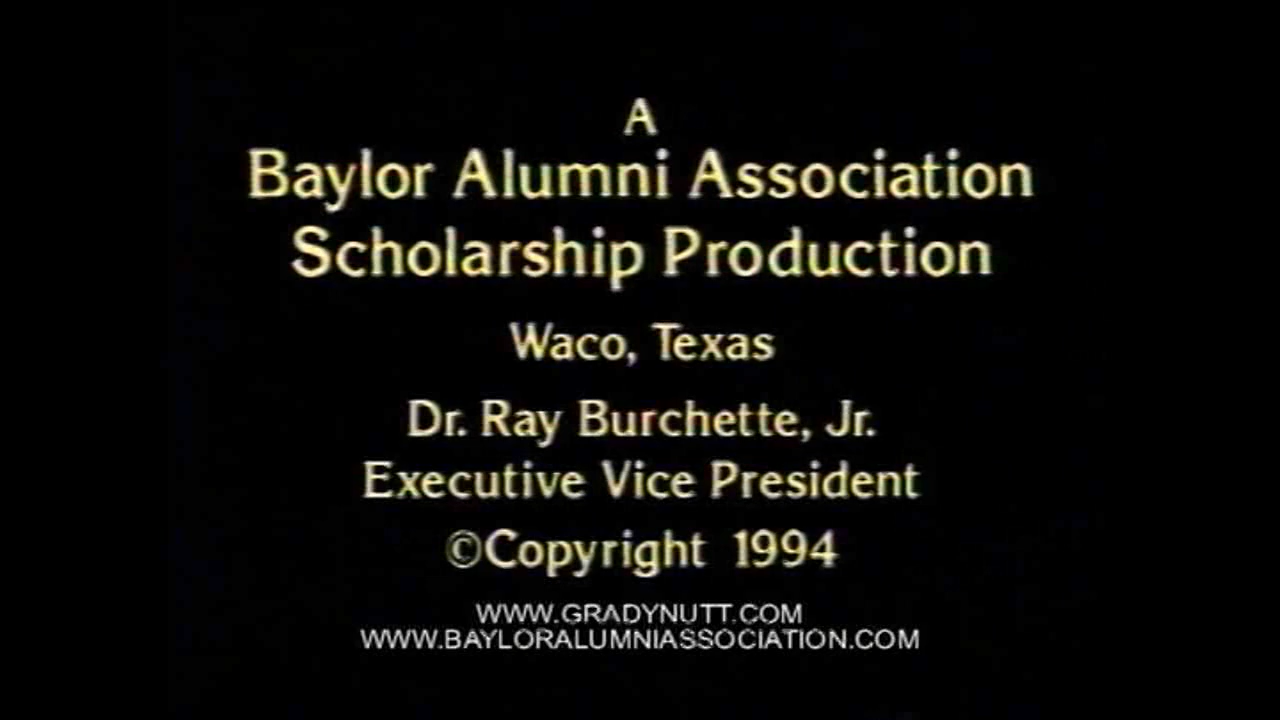 A
Baylor Alumni Association
Scholarship Production
Waco, Texas
Dr. Ray Burchette, Jr.
Executive Vice President
©Copyright 1994
WWW.GRADYNUTT.COM
WWW.BAYLORALUMNIASSOCIATION.COM